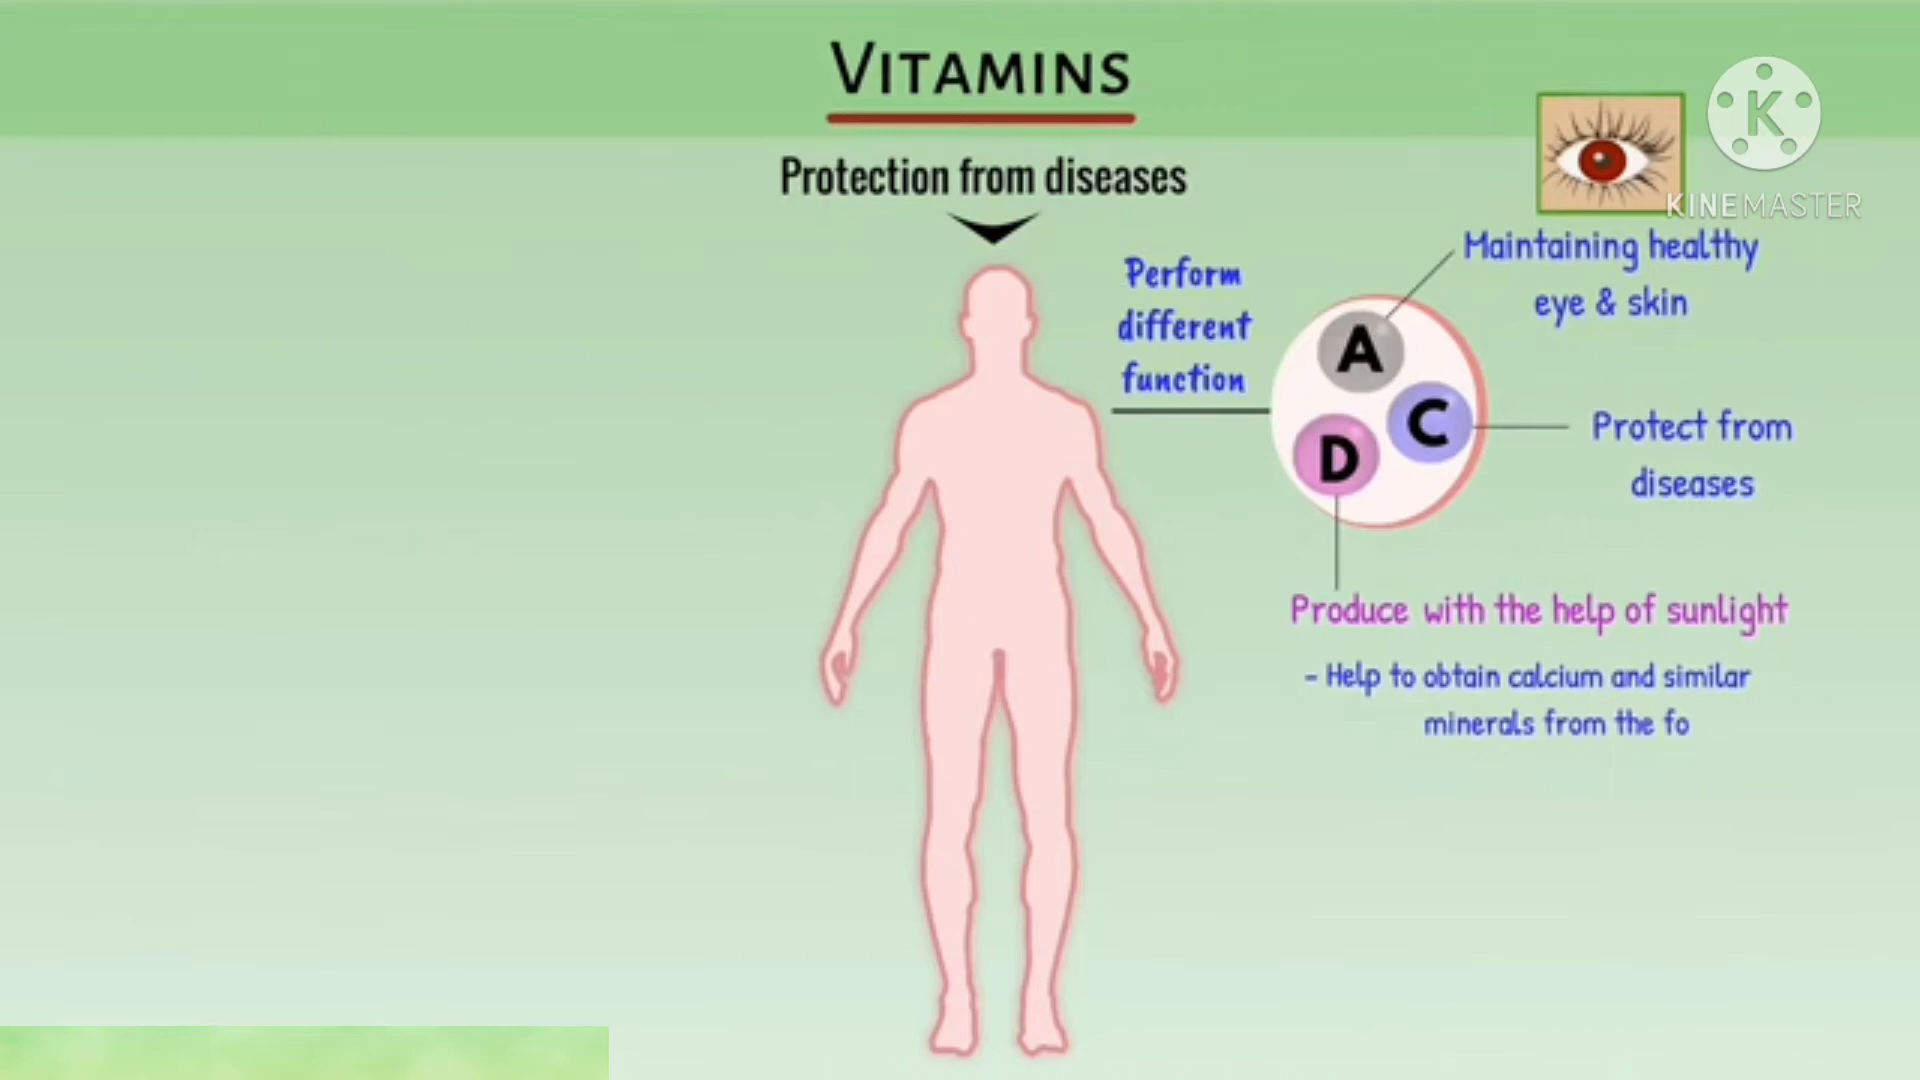 VITAMINS
Protection from diseases
K
KINEMASTER
Perform
different
function
A
C
D
Maintaining healthy
eye & skin
Protect from
diseases
Produce with the help of sunlight
- Help to obtain calcium and similar
minerals from the fo